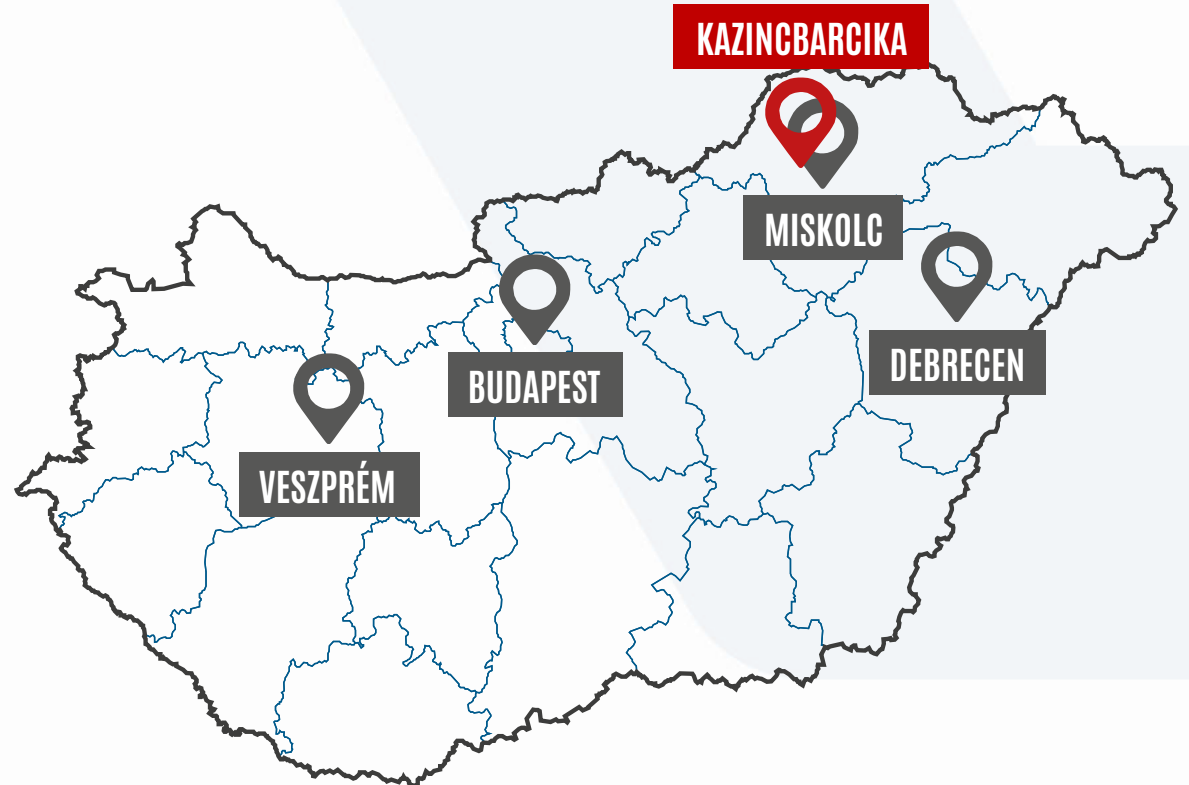 KAZINCBARCIKA
MISKOLC
DEBRECEN
BUDAPEST
VESZPRÉM